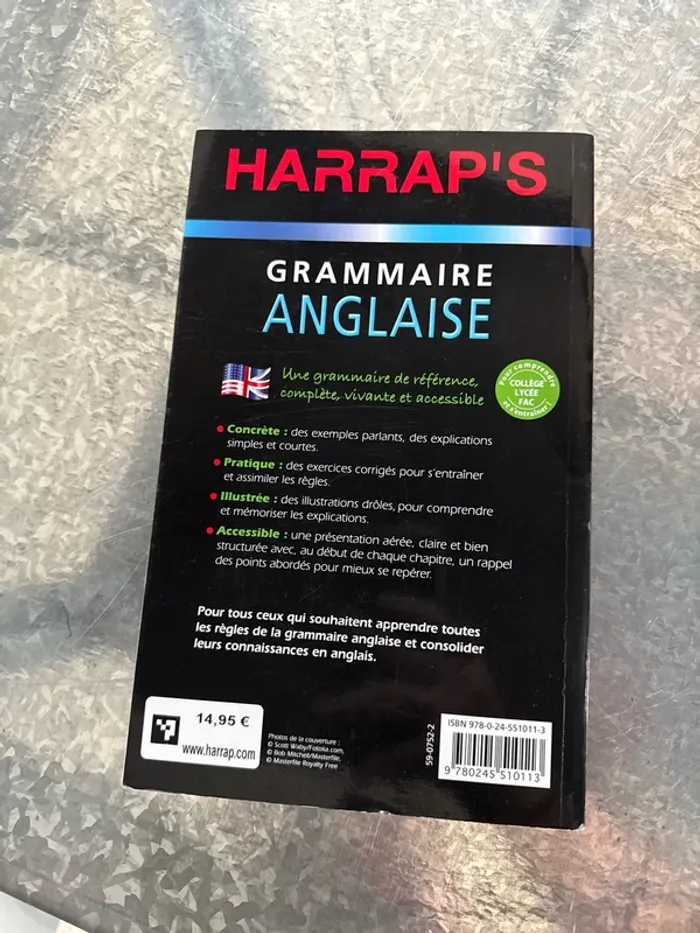 HARRAP'S
GRAMMAIRE
ANGLAISE
Une grammaire de référence,
complète, vivante et accessible
Pour comprendre
COLLÈGE
LYCÉE
FAC
et s'entraîner !
Concrète : des exemples parlants, des explications
simples et courtes.
Pratique : des exercices corrigés pour s'entraîner
et assimiler les règles.
Illustrée : des illustrations drôles, pour comprendre
et mémoriser les explications.
Accessible : une présentation aérée, claire et bien
structurée avec, au début de chaque chapitre, un rappel
des points abordés pour mieux se repérer.
Pour tous ceux qui souhaitent apprendre toutes
les règles de la grammaire anglaise et consolider
leurs connaissances en anglais.
14,95 €
www.harrap.com
Photos de la couverture :
© Scott Waby/Fotolia.com,
© Bob Mitchell/Masterfile,
© Masterfile Royalty Free
59-0752-2
ISBN 978-0-24-551011-3
9 780245 510113